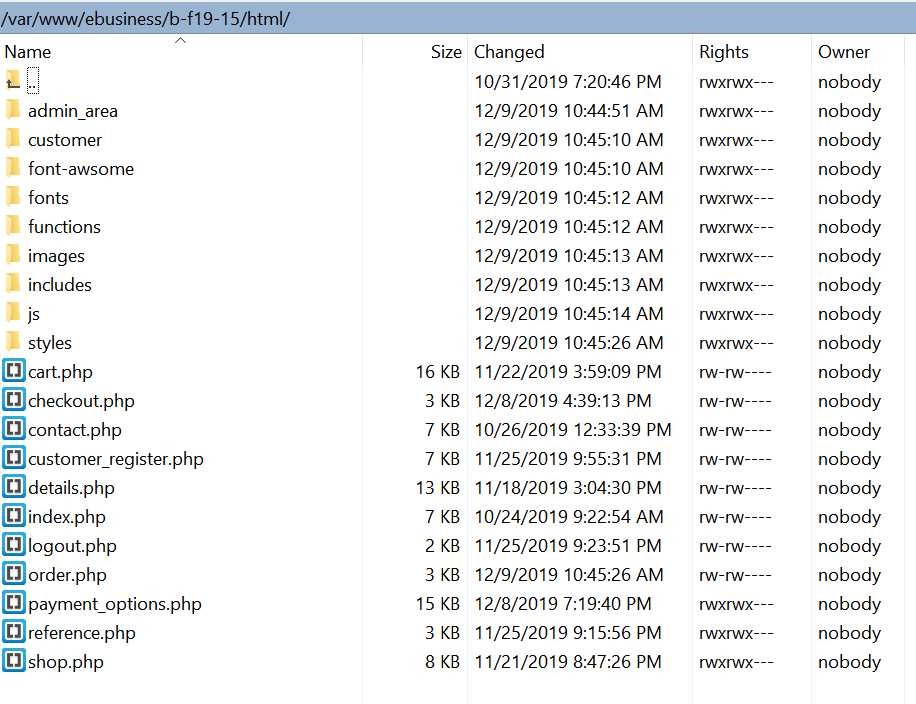 /var/www/ebusiness/b-f19-15/html/
Name Size Changed Rights Owner
.. 10/31/2019 7:20:46 PM rwxrwx--- nobody
admin_area 12/9/2019 10:44:51 AM rwxrwx--- nobody
customer 12/9/2019 10:45:10 AM rwxrwx--- nobody
font-awsome 12/9/2019 10:45:10 AM rwxrwx--- nobody
fonts 12/9/2019 10:45:12 AM rwxrwx--- nobody
functions 12/9/2019 10:45:12 AM rwxrwx--- nobody
images 12/9/2019 10:45:13 AM rwxrwx--- nobody
includes 12/9/2019 10:45:13 AM rwxrwx--- nobody
js 12/9/2019 10:45:14 AM rwxrwx--- nobody
styles 12/9/2019 10:45:26 AM rwxrwx--- nobody
cart.php 16 KB 11/22/2019 3:59:09 PM rw-rw---- nobody
checkout.php 3 KB 12/8/2019 4:39:13 PM rw-rw---- nobody
contact.php 7 KB 10/26/2019 12:33:39 PM rw-rw---- nobody
customer_register.php 7 KB 11/25/2019 9:55:31 PM rw-rw---- nobody
details.php 13 KB 11/18/2019 3:04:30 PM rw-rw---- nobody
index.php 7 KB 10/24/2019 9:22:54 AM rw-rw---- nobody
logout.php 2 KB 11/25/2019 9:23:51 PM rw-rw---- nobody
order.php 3 KB 12/9/2019 10:45:26 AM rw-rw---- nobody
payment_options.php 15 KB 12/8/2019 7:19:40 PM rwxrwx--- nobody
reference.php 3 KB 11/25/2019 9:15:56 PM rwxrwx--- nobody
shop.php 8 KB 11/21/2019 8:47:26 PM rwxrwx--- nobody